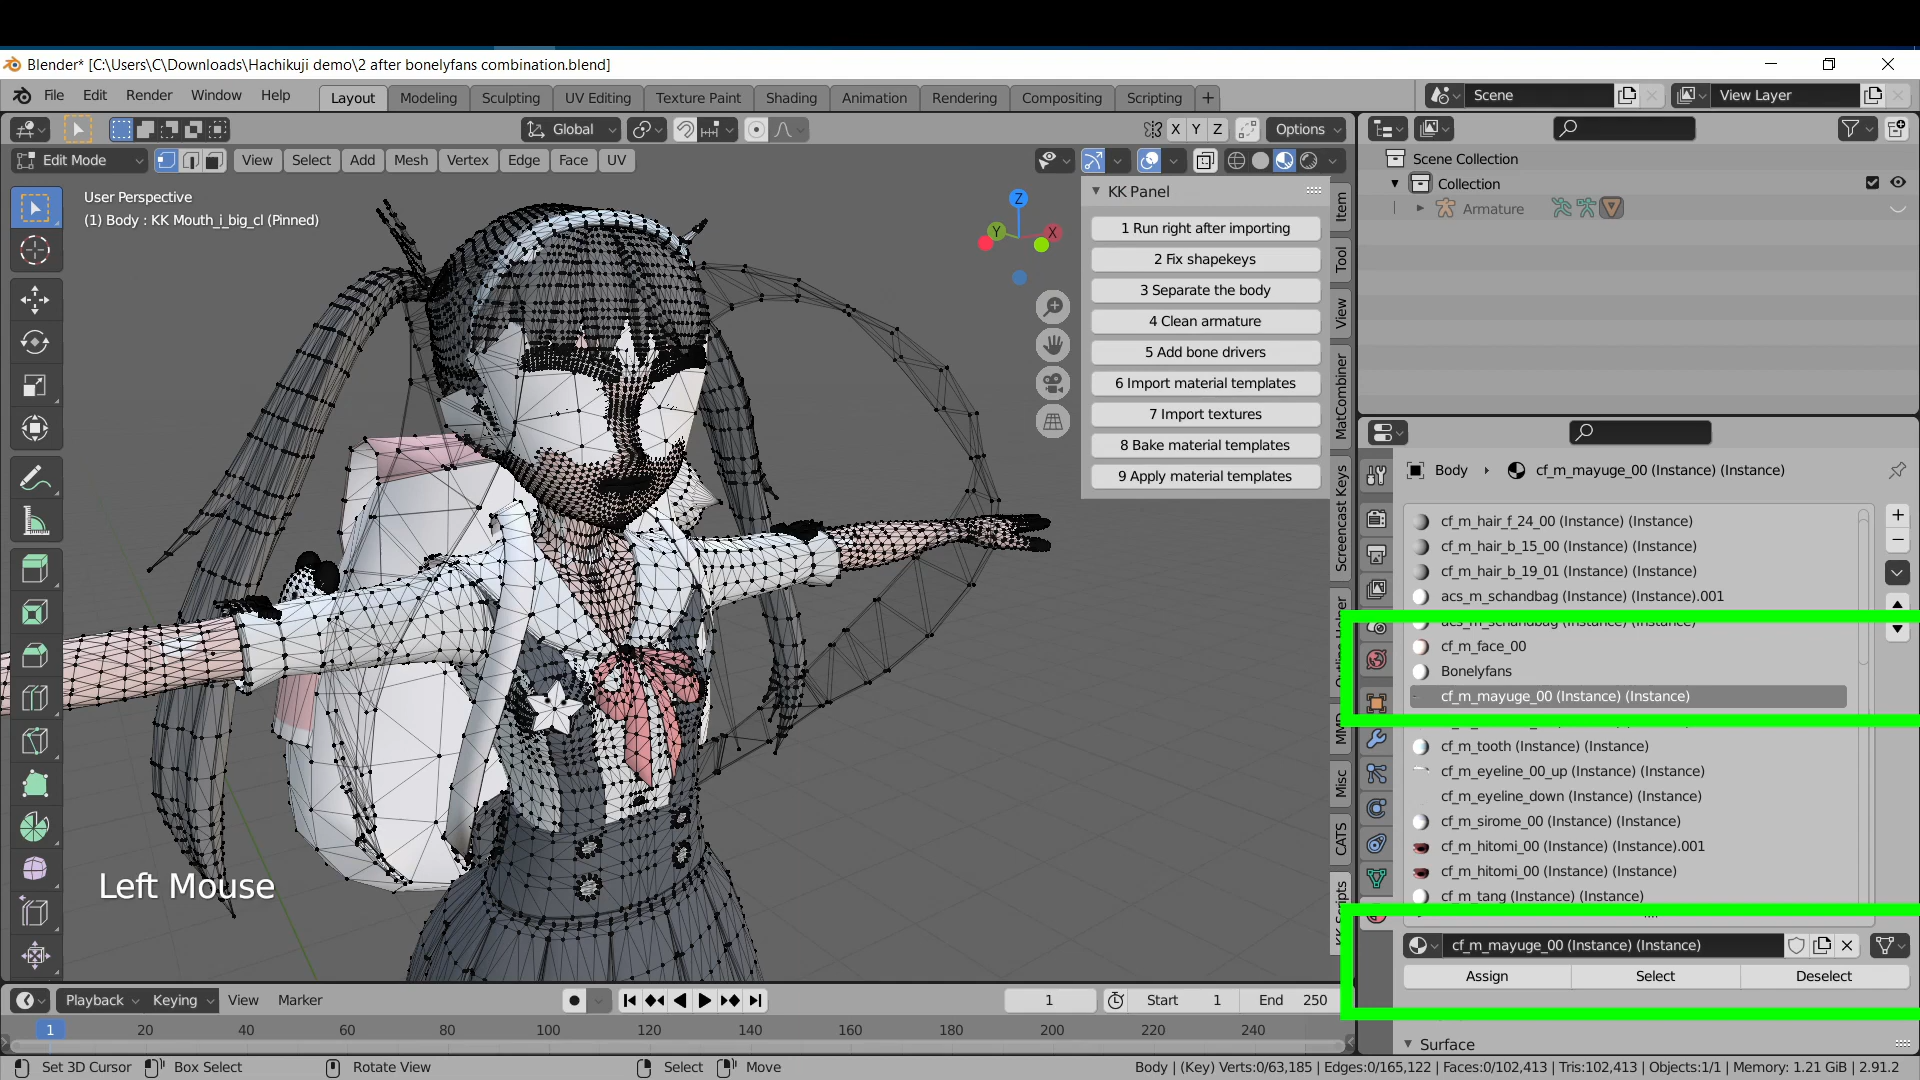 Blender* [C:\Users\C\Downloads\Hachikuji demo\2 after bonelyfans combination.blend]
File Edit Render Window Help Layout Modeling Sculpting UV Editing Texture Paint Shading Animation Rendering Compositing Scripting + Scene View Layer
Global X Y Z Options
Edit Mode View Select Add Mesh Vertex Edge Face UV
Scene Collection
Collection
Armature
User Perspective
(1) Body : KK Mouth_i_big_cl (Pinned)
Z
Y
X
KK Panel
1 Run right after importing
2 Fix shapekeys
3 Separate the body
4 Clean armature
5 Add bone drivers
6 Import material templates
7 Import textures
8 Bake material templates
9 Apply material templates
Item
Tool
View
MatCombiner
Screencast Keys
MMD
Misc
CATS
KK Scripts
Body cf_m_mayuge_00 (Instance) (Instance)
cf_m_hair_f_24_00 (Instance) (Instance)
cf_m_hair_b_15_00 (Instance) (Instance)
cf_m_hair_b_19_01 (Instance) (Instance)
acs_m_schandbag (Instance) (Instance).001
acs_m_schandbag (Instance) (Instance)
cf_m_face_00
Bonelyfans
cf_m_mayuge_00 (Instance) (Instance)
cf_m_tooth (Instance) (Instance)
cf_m_eyeline_00_up (Instance) (Instance)
cf_m_eyeline_down (Instance) (Instance)
cf_m_sirome_00 (Instance) (Instance)
cf_m_hitomi_00 (Instance) (Instance).001
cf_m_hitomi_00 (Instance) (Instance)
cf_m_tang (Instance) (Instance)
cf_m_mayuge_00 (Instance) (Instance)
Assign Select Deselect
Surface
Left Mouse
Playback Keying View Marker 1 Start 1 End 250
1 20 40 60 80 100 120 140 160 180 200 220 240
Set 3D Cursor Box Select Rotate View Select Move Body | (Key) Verts:0/63,185 | Edges:0/165,122 | Faces:0/102,413 | Tris:102,413 | Objects:1/1 | Memory: 1.21 GiB | 2.91.2